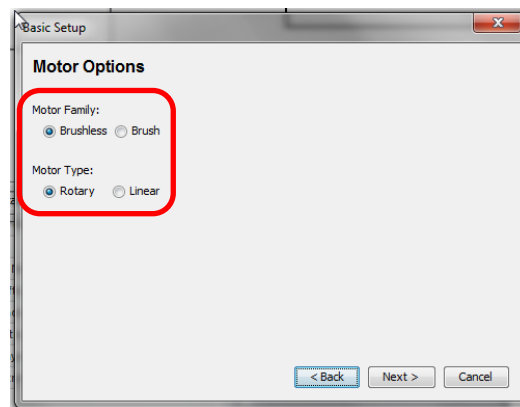 Basic Setup
Motor Options
Motor Family:
Brushless Brush
Motor Type:
Rotary Linear
< Back Next > Cancel